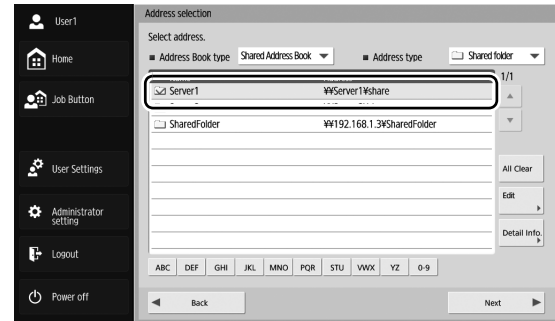 User1
Home
Job Button
User Settings
Administrator
setting
Logout
Power off
Address selection
Select address.
■ Address Book type Shared Address Book ▼ ■ Address type Shared folder ▼
1/1
Server1 ¥¥Server1¥share
SharedFolder ¥¥192.168.1.3¥SharedFolder
All Clear
Edit
Detail Info.
ABC DEF GHI JKL MNO PQR STU VWX YZ 0-9
Back
Next